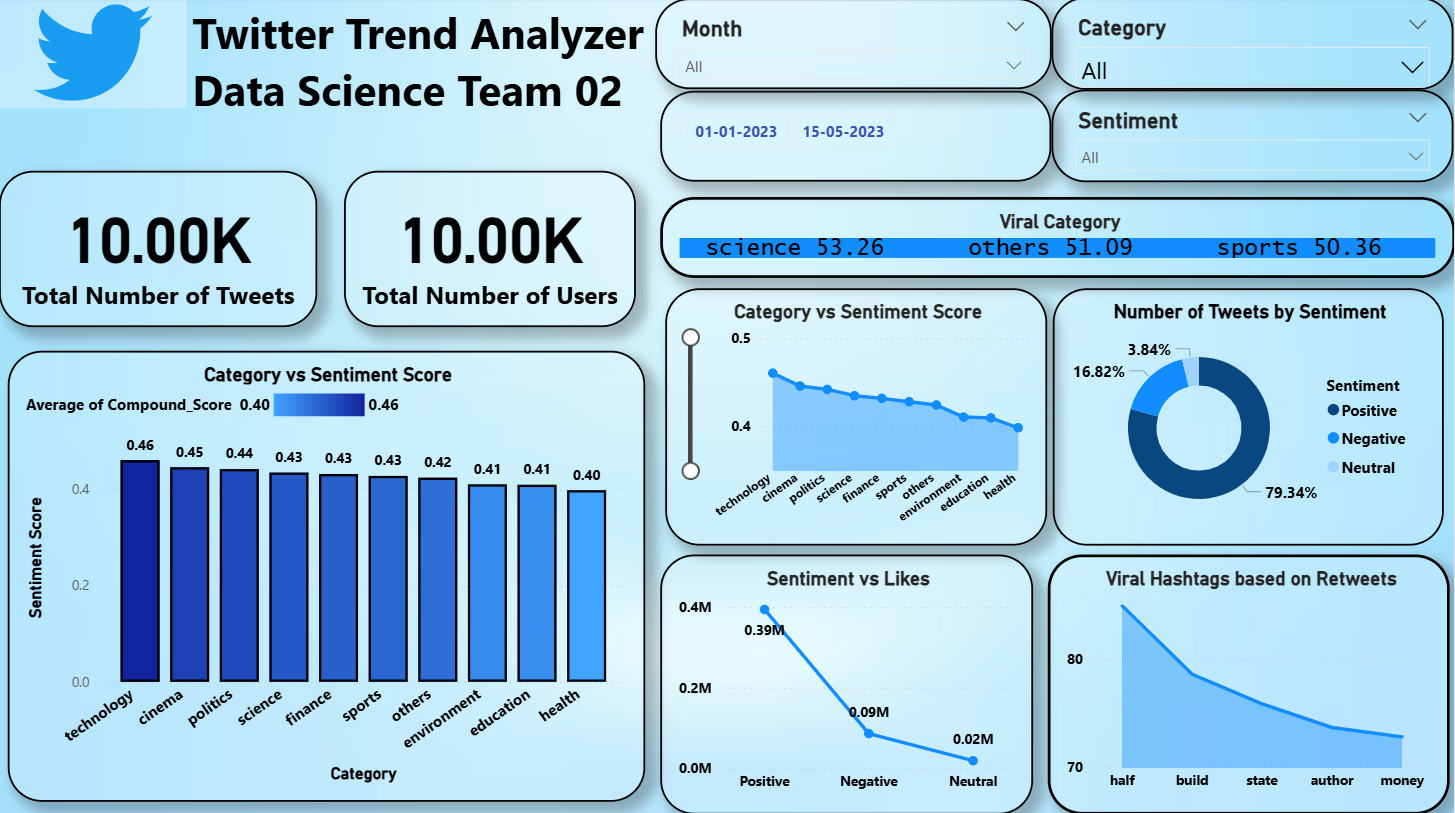 Twitter Trend Analyzer
Data Science Team 02
Month
All
Category
All
01-01-2023 15-05-2023
Sentiment
All
10.00K
Total Number of Tweets
10.00K
Total Number of Users
Viral Category
science 53.26 others 51.09 sports 50.36
Category vs Sentiment Score
Average of Compound_Score 0.40 0.46
Sentiment Score
0.4
0.2
0.0
0.46 0.45 0.44 0.43 0.43 0.43 0.42 0.41 0.41 0.40
technology cinema politics science finance sports others environment education health
Category
Category vs Sentiment Score
0.5
0.4
technology cinema politics science finance sports others environment education health
Number of Tweets by Sentiment
3.84%
16.82%
79.34%
Sentiment
Positive
Negative
Neutral
Sentiment vs Likes
0.4M
0.2M
0.0M
0.39M
0.09M
0.02M
Positive Negative Neutral
Viral Hashtags based on Retweets
80
70
half build state author money